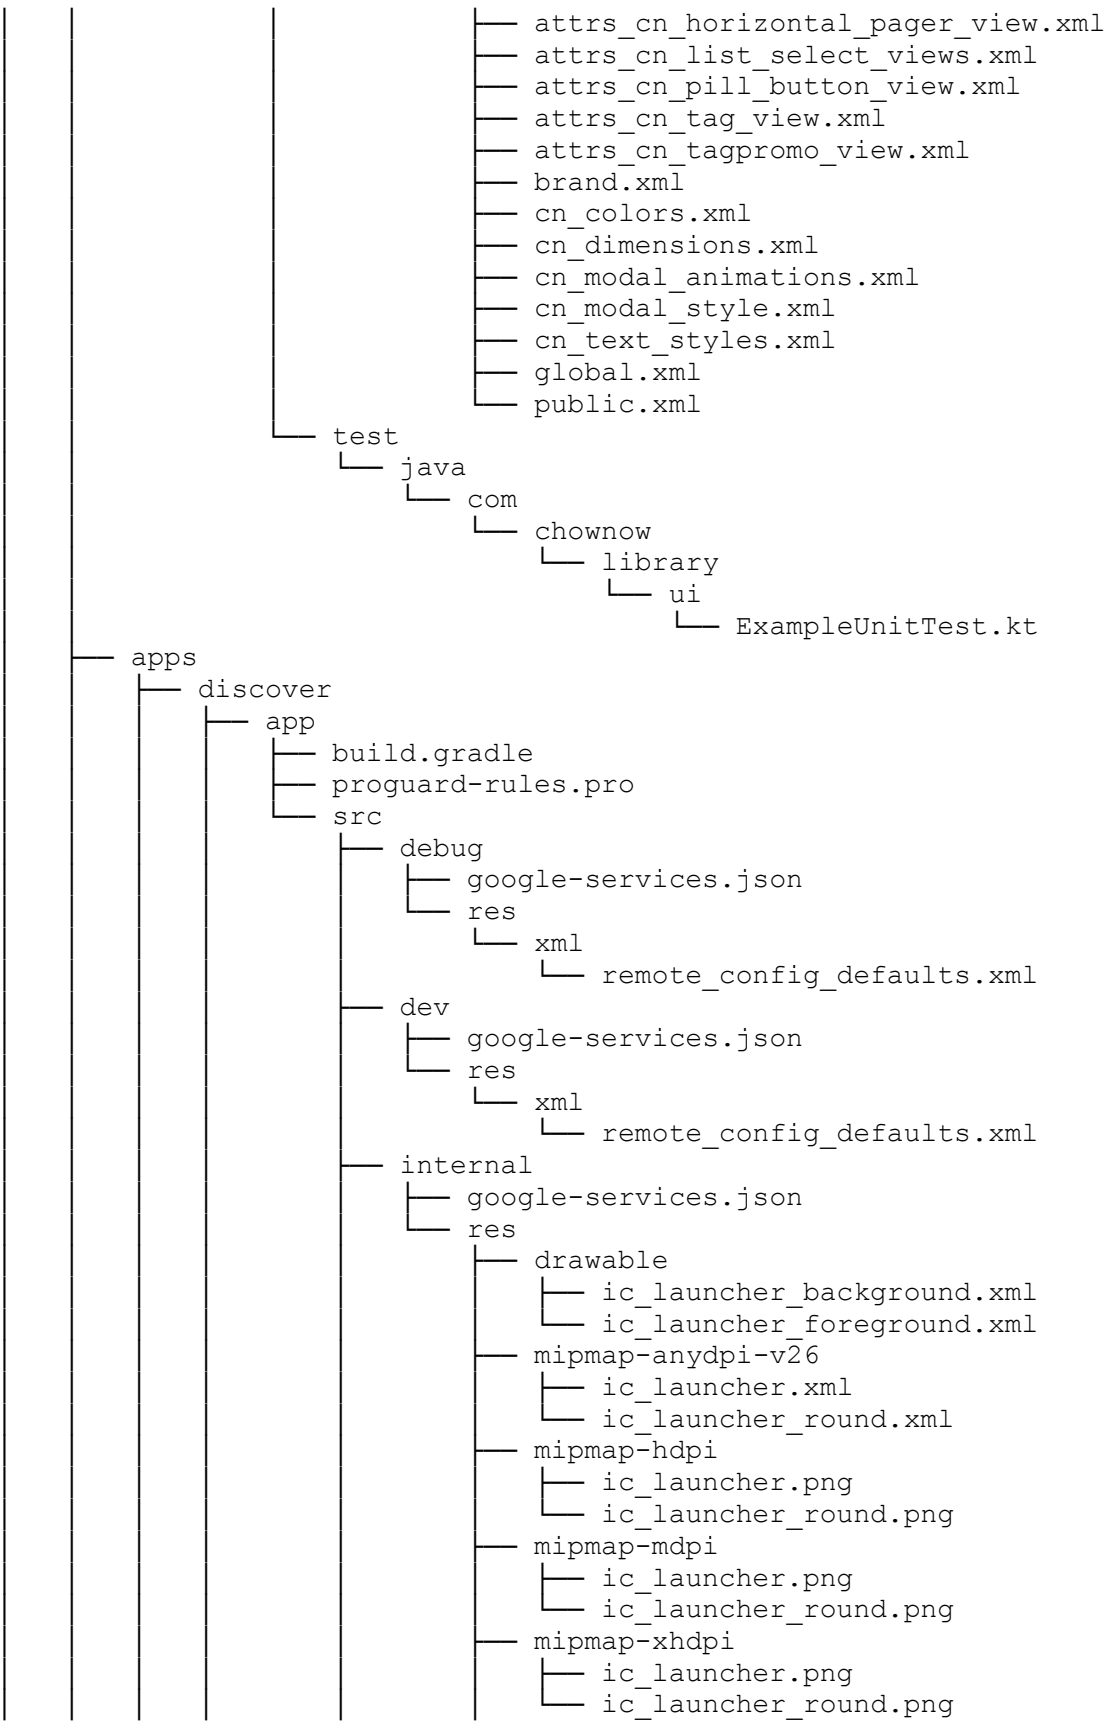 │   │           │           ├── attrs_cn_horizontal_pager_view.xml
│   │           │           ├── attrs_cn_list_select_views.xml
│   │           │           ├── attrs_cn_pill_button_view.xml
│   │           │           ├── attrs_cn_tag_view.xml
│   │           │           ├── attrs_cn_tagpromo_view.xml
│   │           │           ├── brand.xml
│   │           │           ├── cn_colors.xml
│   │           │           ├── cn_dimensions.xml
│   │           │           ├── cn_modal_animations.xml
│   │           │           ├── cn_modal_style.xml
│   │           │           ├── cn_text_styles.xml
│   │           │           ├── global.xml
│   │           │           └── public.xml
│   │           └── test
│   │               └── java
│   │                   └── com
│   │                       └── chownow
│   │                           └── library
│   │                               └── ui
│   │                                   └── ExampleUnitTest.kt
│   ├── apps
│   │   ├── discover
│   │   │   ├── app
│   │   │   │   ├── build.gradle
│   │   │   │   ├── proguard-rules.pro
│   │   │   │   └── src
│   │   │   │       ├── debug
│   │   │   │       │   ├── google-services.json
│   │   │   │       │   └── res
│   │   │   │       │       └── xml
│   │   │   │       │           └── remote_config_defaults.xml
│   │   │   │       ├── dev
│   │   │   │       │   ├── google-services.json
│   │   │   │       │   └── res
│   │   │   │       │       └── xml
│   │   │   │       │           └── remote_config_defaults.xml
│   │   │   │       ├── internal
│   │   │   │       │   ├── google-services.json
│   │   │   │       │   └── res
│   │   │   │       │       ├── drawable
│   │   │   │       │       │   ├── ic_launcher_background.xml
│   │   │   │       │       │   └── ic_launcher_foreground.xml
│   │   │   │       │       ├── mipmap-anydpi-v26
│   │   │   │       │       │   ├── ic_launcher.xml
│   │   │   │       │       │   └── ic_launcher_round.xml
│   │   │   │       │       ├── mipmap-hdpi
│   │   │   │       │       │   ├── ic_launcher.png
│   │   │   │       │       │   └── ic_launcher_round.png
│   │   │   │       │       ├── mipmap-mdpi
│   │   │   │       │       │   ├── ic_launcher.png
│   │   │   │       │       │   └── ic_launcher_round.png
│   │   │   │       │       ├── mipmap-xhdpi
│   │   │   │       │       │   ├── ic_launcher.png
│   │   │   │       │       │   └── ic_launcher_round.png